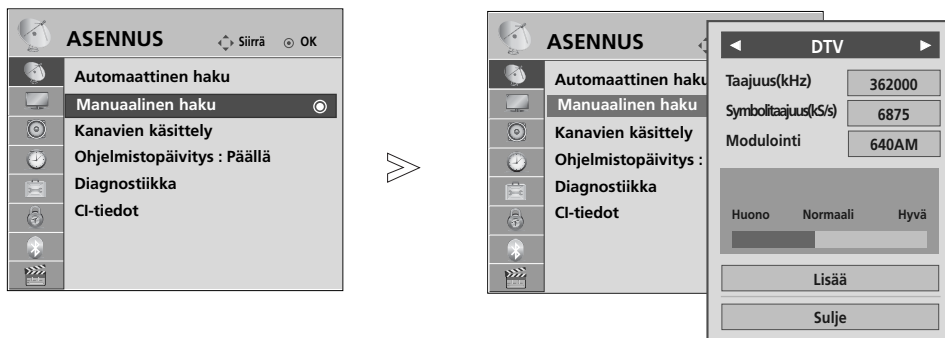 ASENNUS Siirrä OK
Automaattinen haku
Manuaalinen haku
Kanavien käsittely
Ohjelmistopäivitys : Päällä
Diagnostiikka
CI-tiedot
ASENNUS
Automaattinen haku
Manuaalinen haku
Kanavien käsittely
Ohjelmistopäivitys :
Diagnostiikka
CI-tiedot
DTV
Taajuus(kHz) 362000
Symbolitaajuus(kS/s) 6875
Modulointi 640AM
Huono Normaali Hyvä
Lisää
Sulje